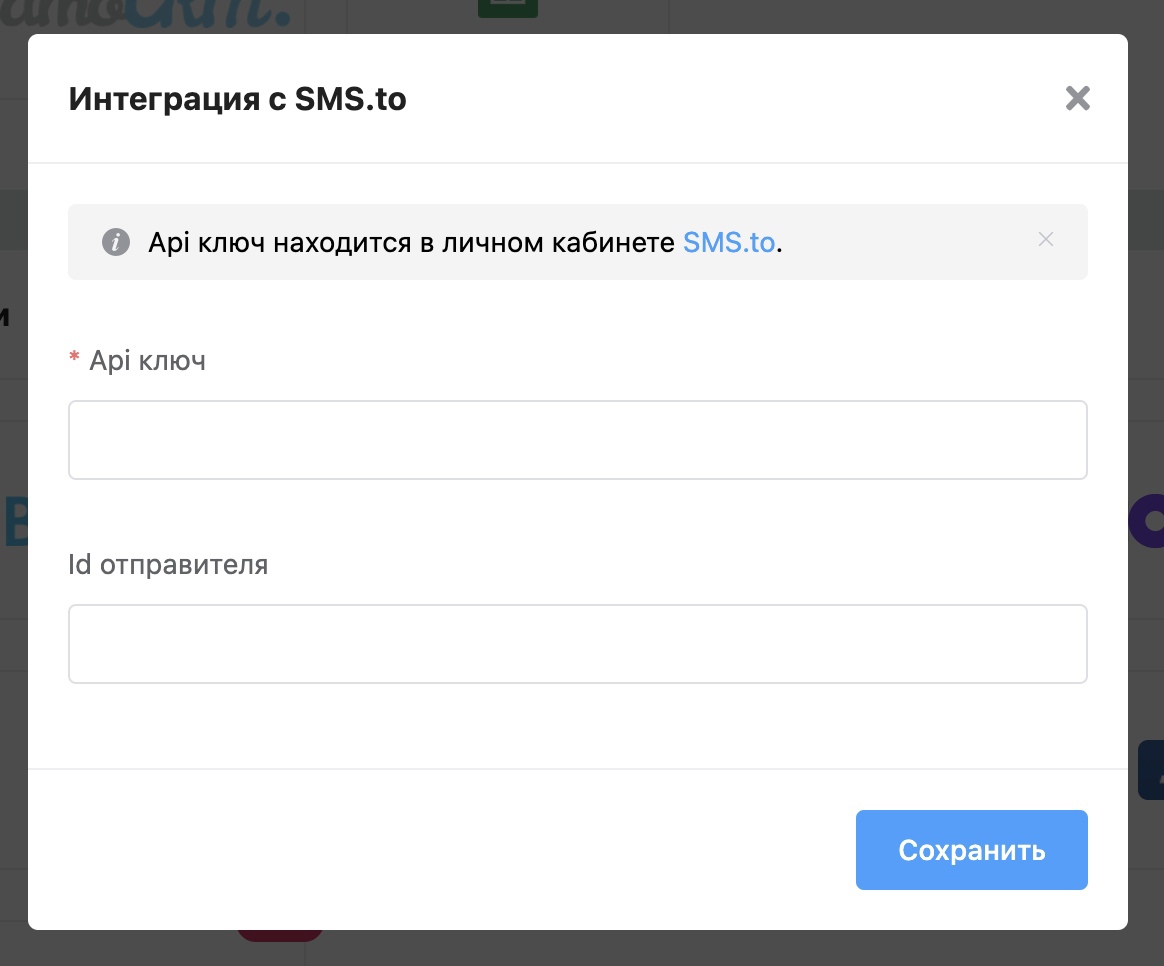 Интеграция с SMS.to
Api ключ находится в личном кабинете SMS.to.
* Api ключ
Id отправителя
Сохранить